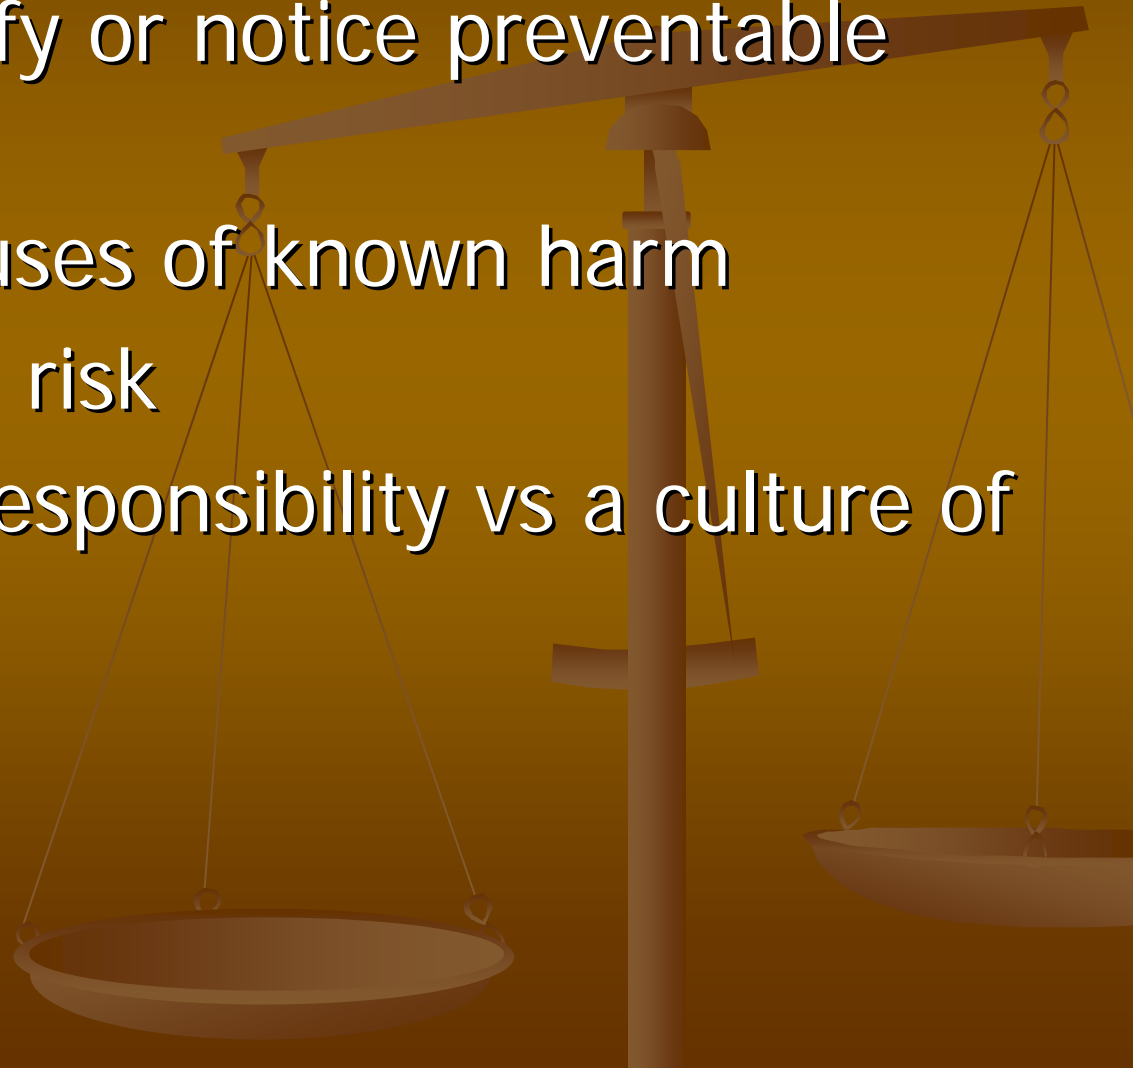 fy or notice preventable
uses of known harm
risk
esponsibility vs a culture of